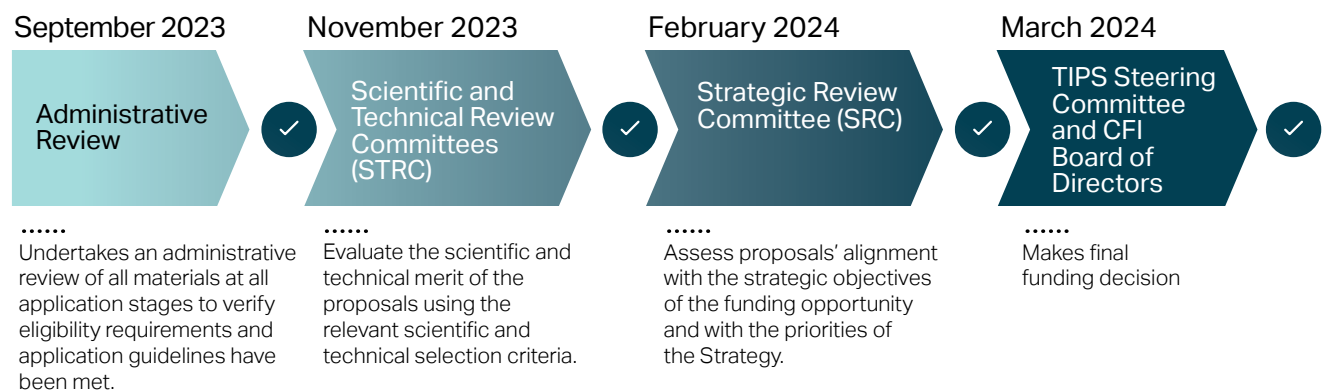 September 2023
Administrative
Review
......
Undertakes an administrative
review of all materials at all
application stages to verify
eligibility requirements and
application guidelines have
been met.
November 2023
Scientific and
Technical Review
Committees
(STRC)
......
Evaluate the scientific and
technical merit of the
proposals using the
relevant scientific and
technical selection criteria.
February 2024
Strategic Review
Committee (SRC)
......
Assess proposals’ alignment
with the strategic objectives
of the funding opportunity
and with the priorities of
the Strategy.
March 2024
TIPS Steering
Committee
and CFI
Board of
Directors
......
Makes final
funding decision